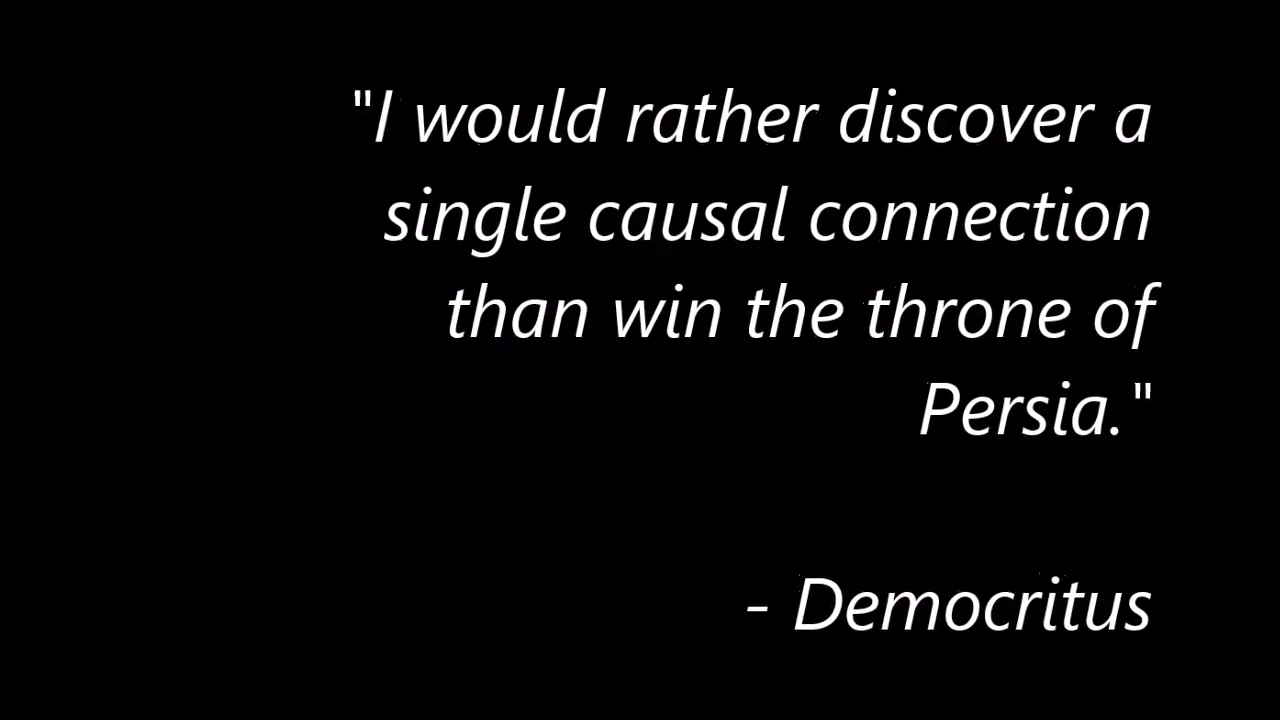 "I would rather discover a
single causal connection
than win the throne of
Persia."
- Democritus